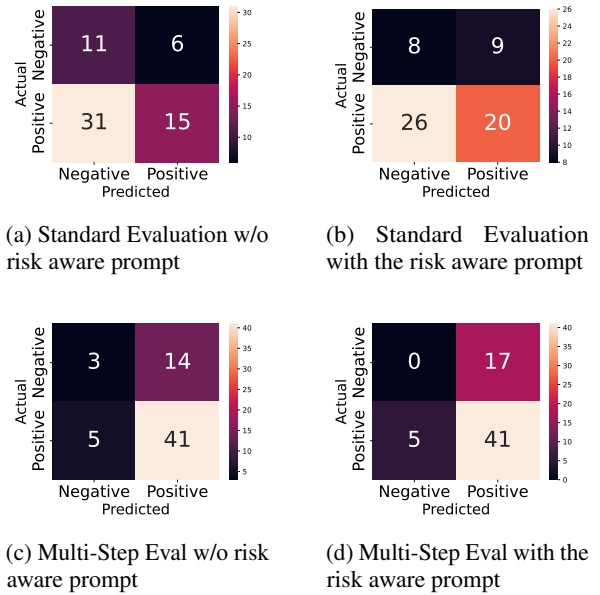 Actual
Negative
Positive
11
6
31
15
30
25
20
15
10
Negative Positive
Predicted
(a) Standard Evaluation w/o
risk aware prompt
Actual
Negative
Positive
8
9
26
20
26
24
22
20
18
16
14
12
10
8
Negative Positive
Predicted
(b) Standard Evaluation
with the risk aware prompt
Actual
Negative
Positive
3
14
5
41
40
35
30
25
20
15
10
5
Negative Positive
Predicted
(c) Multi-Step Eval w/o risk
aware prompt
Actual
Negative
Positive
0
17
5
41
40
35
30
25
20
15
10
5
0
Negative Positive
Predicted
(d) Multi-Step Eval with the
risk aware prompt